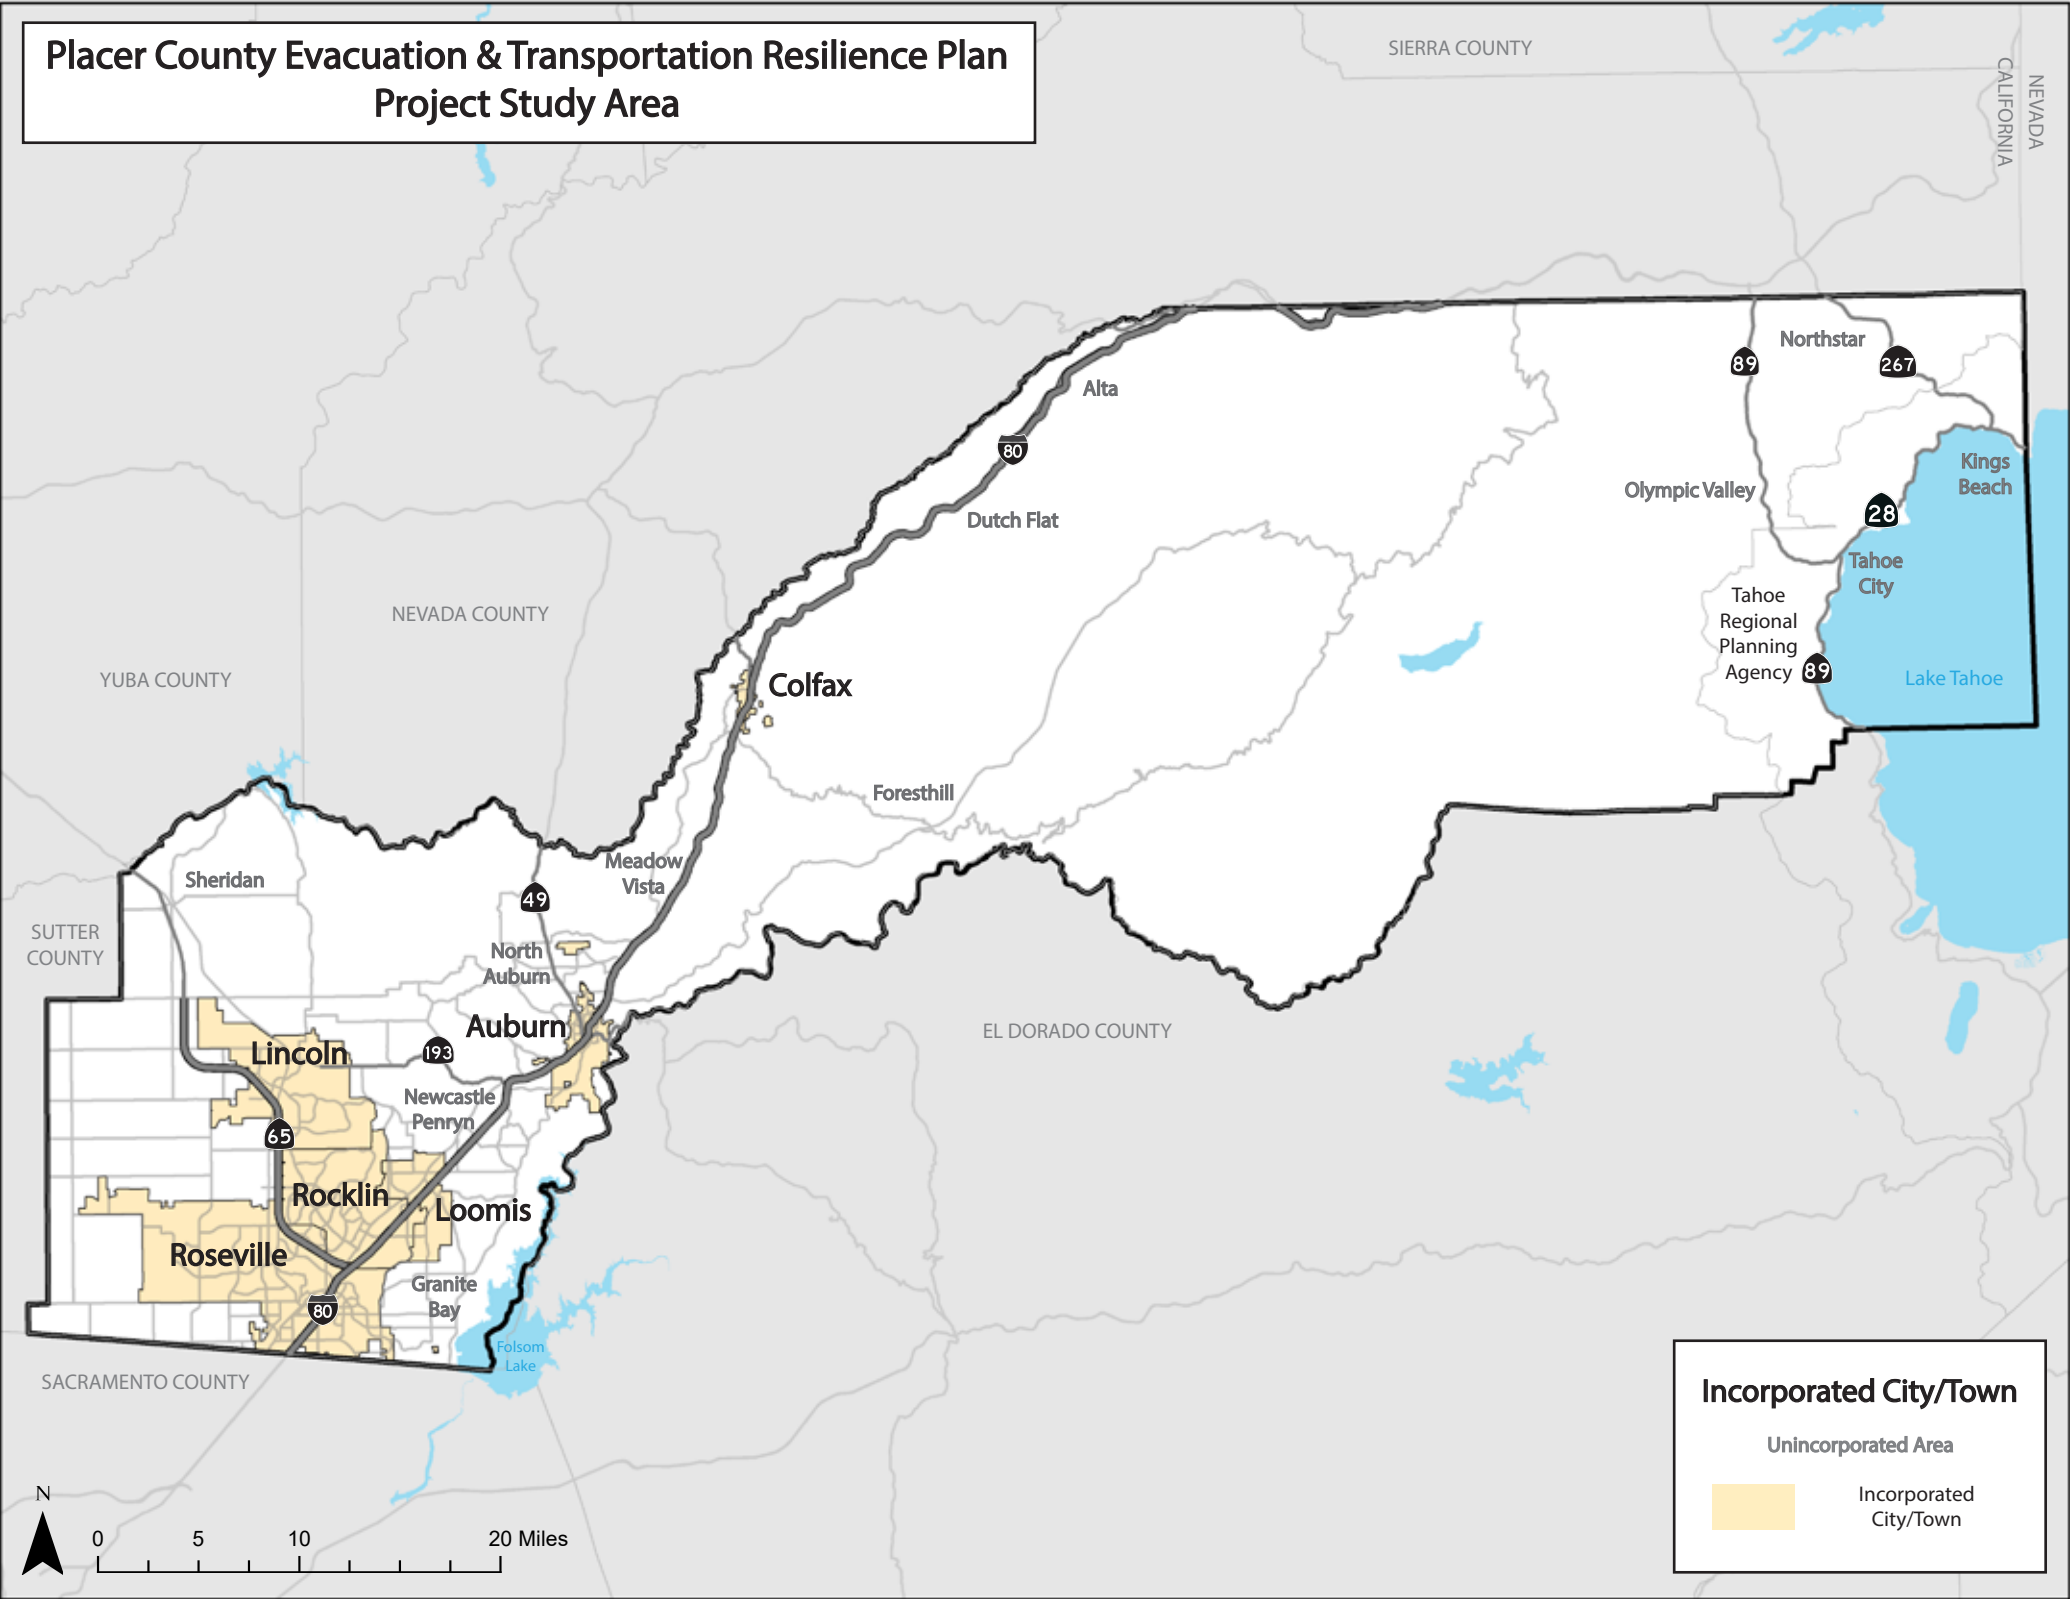 Placer County Evacuation & Transportation Resilience Plan
Project Study Area
SIERRA COUNTY
CALIFORNIA
NEVADA
Northstar
89
267
Alta
80
Kings
Beach
Olympic Valley
28
Dutch Flat
Tahoe
City
Tahoe
Regional
Planning
Agency
89
Lake Tahoe
NEVADA COUNTY
YUBA COUNTY
Colfax
Foresthill
Meadow
Vista
Sheridan
49
SUTTER
COUNTY
North
Auburn
Auburn
EL DORADO COUNTY
Lincoln
193
Newcastle
Penryn
65
Rocklin
Loomis
Roseville
Granite
Bay
80
Folsom
Lake
SACRAMENTO COUNTY
Incorporated City/Town
Unincorporated Area
Incorporated
City/Town
N
0 5 10 20 Miles